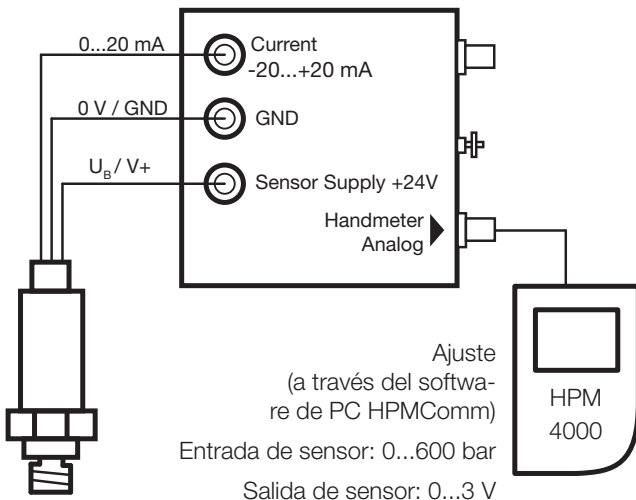 0...20 mA
Current
-20...+20 mA
0 V / GND
GND
U_B / V+
Sensor Supply +24V
Handmeter
Analog
Ajuste
(a través del softwa-
re de PC HPMComm)
Entrada de sensor: 0...600 bar
Salida de sensor: 0...3 V
HPM
4000